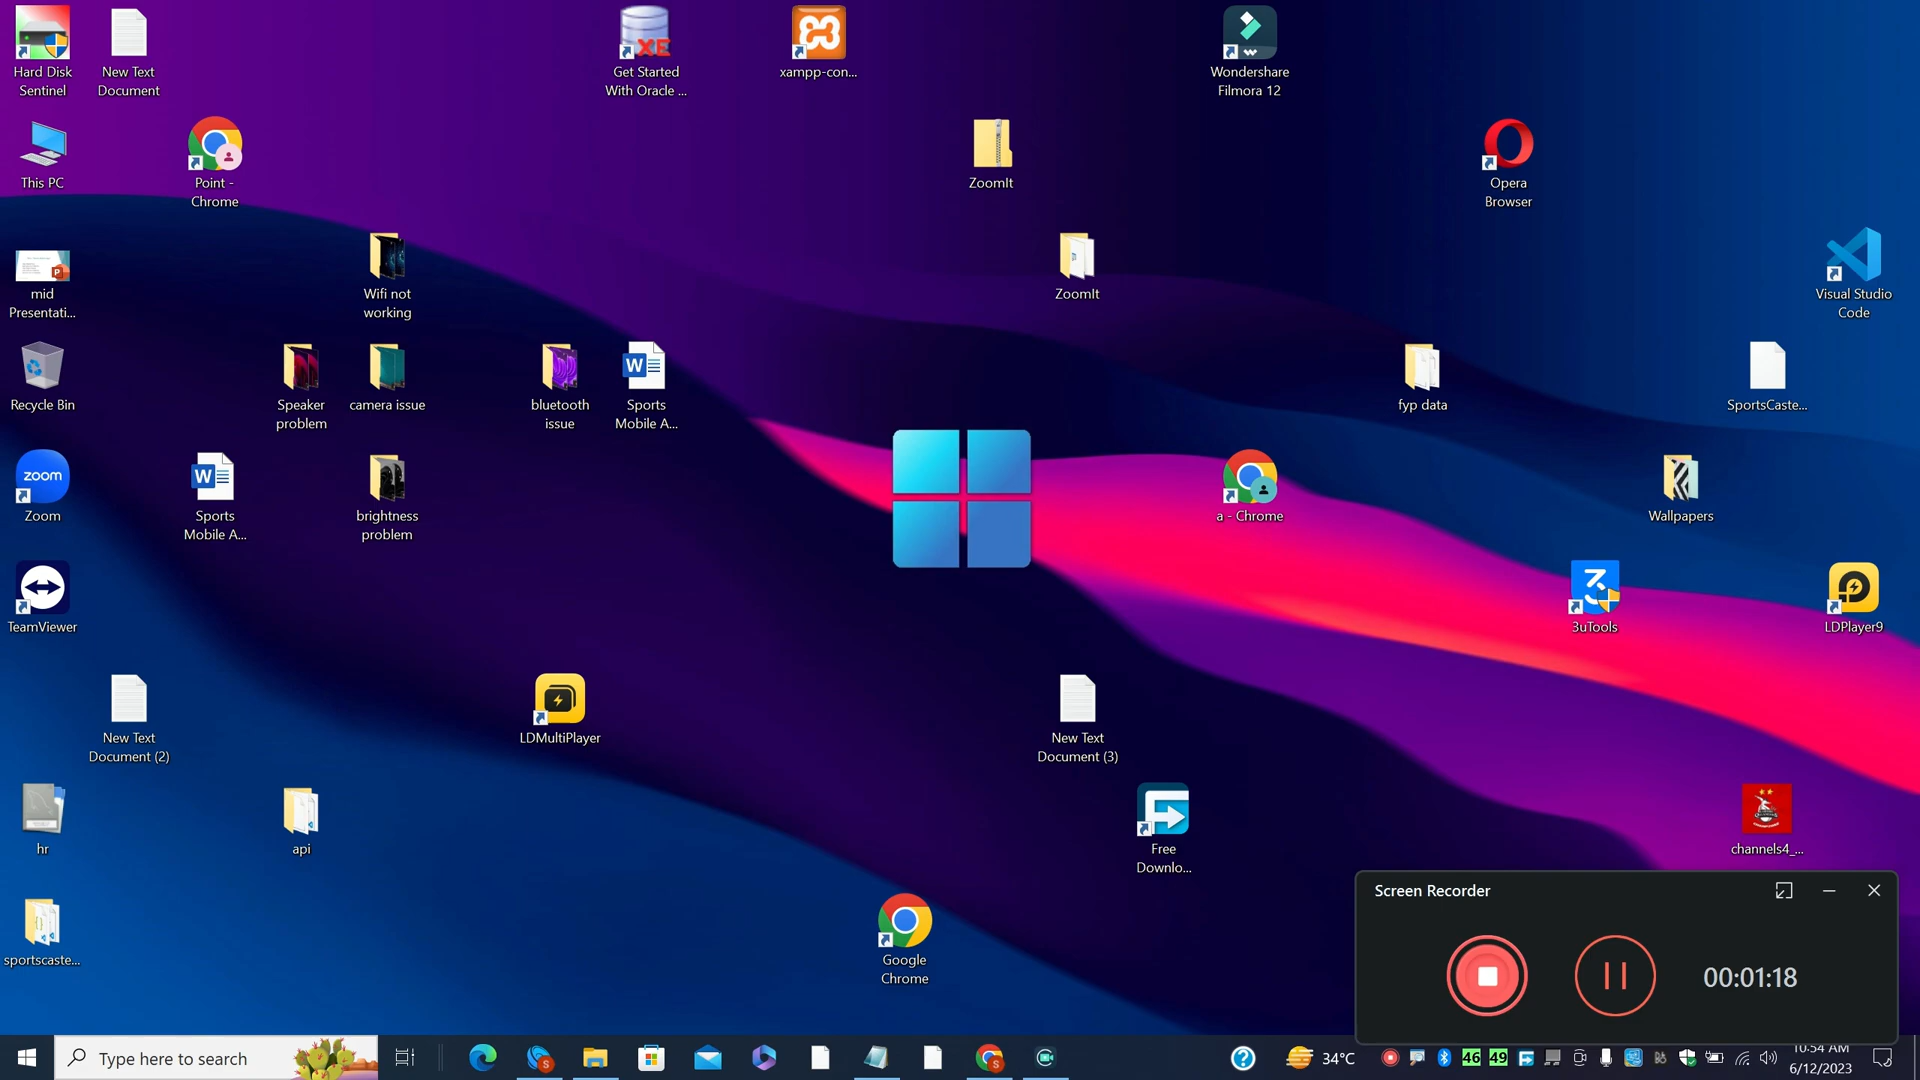 Hard Disk
Sentinel
New Text
Document
XE
Get Started
With Oracle ...
xampp-con...
Wondershare
Filmora 12
This PC
Point -
Chrome
ZoomIt
Opera
Browser
mid
Presentati...
Wifi not
working
ZoomIt
Visual Studio
Code
Recycle Bin
Speaker
problem
camera issue
bluetooth
issue
W
Sports
Mobile A...
fyp data
SportsCaste...
zoom
Zoom
W
Sports
Mobile A...
brightness
problem
a - Chrome
Wallpapers
TeamViewer
3uTools
LDPlayer9
New Text
Document (2)
LDMultiPlayer
New Text
Document (3)
hr
api
Free
Downlo...
channels4_...
sportscaste...
Google
Chrome
Screen Recorder
00:01:18
Type here to search
34°C
46
49
10:54 AM
6/12/2023